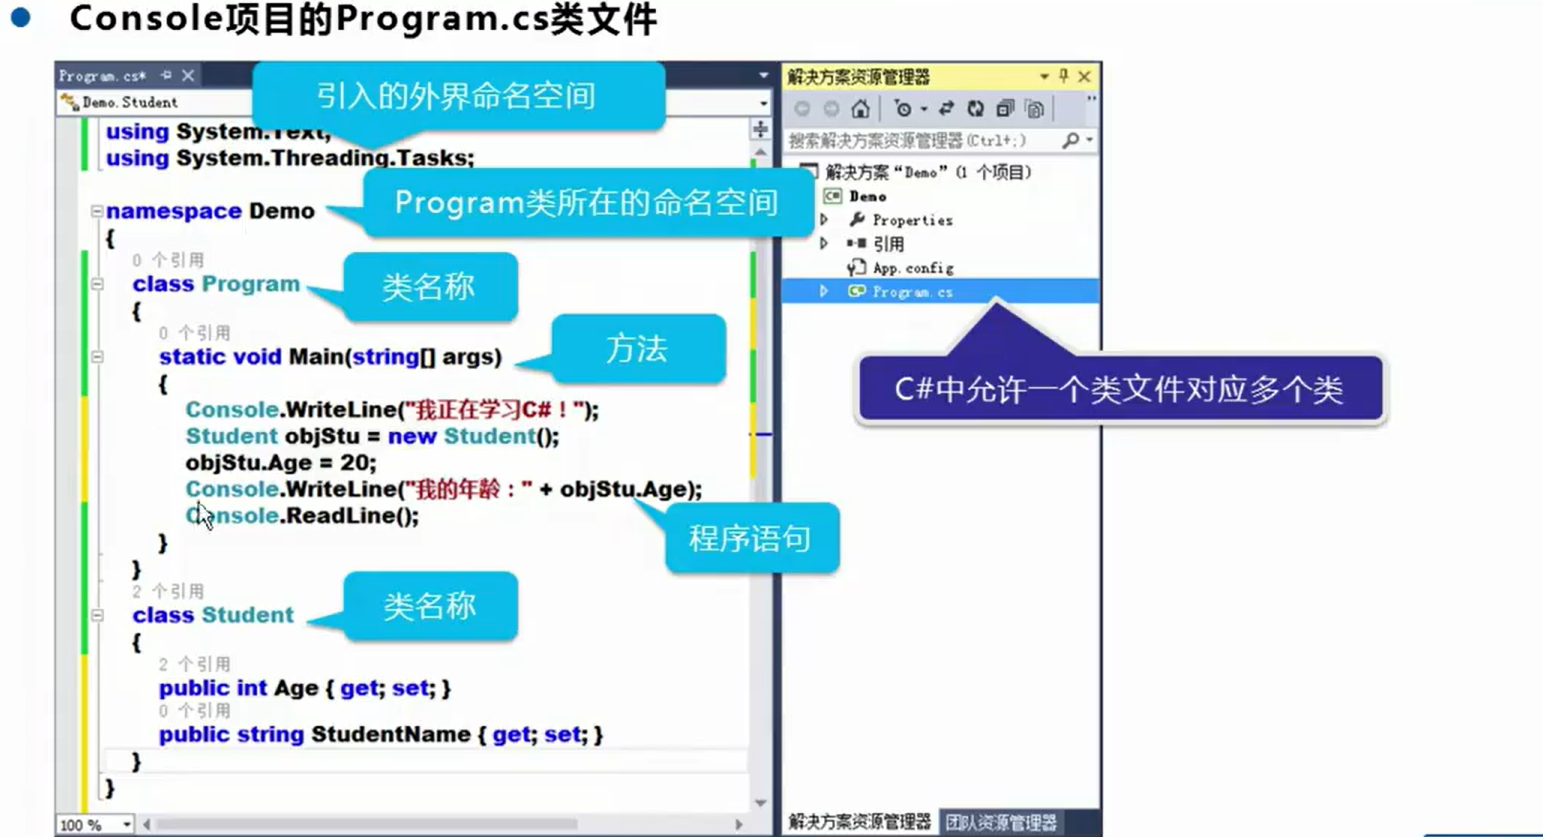 Console项目的Program.cs类文件
Program.cs*
Demo.Student
引入的外界命名空间
using System.Text;
using System.Threading.Tasks;
namespace Demo
Program类所在的命名空间
{
0 个引用
class Program
类名称
{
0 个引用
static void Main(string[] args)
方法
{
Console.WriteLine("我正在学习C#！");
Student objStu = new Student();
objStu.Age = 20;
Console.WriteLine("我的年龄："+ objStu.Age);
Console.ReadLine();
程序语句
}
}
2 个引用
class Student
类名称
{
2 个引用
public int Age { get; set; }
0 个引用
public string StudentName { get; set; }
}
}
100 %
解决方案资源管理器
搜索解决方案资源管理器(Ctrl+;)
解决方案“Demo”(1 个项目)
C# Demo
Properties
引用
App.config
C# Program.cs
C#中允许一个类文件对应多个类
解决方案资源管理器 团队资源管理器